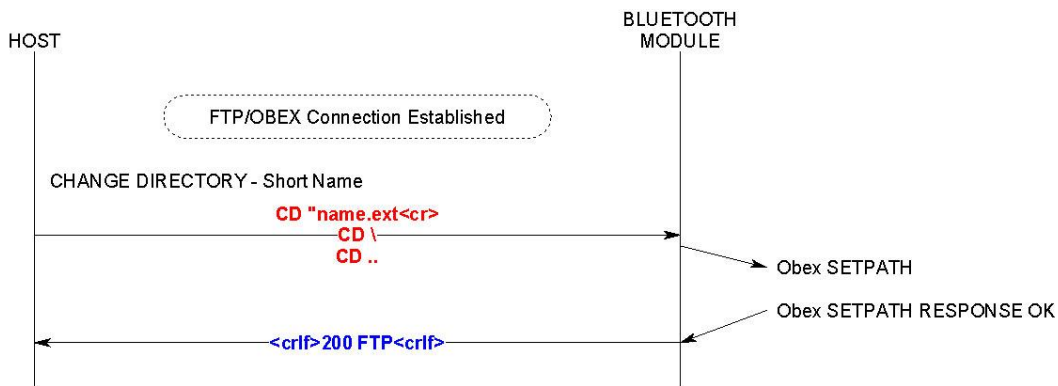 HOST
BLUETOOTH
MODULE
FTP/OBEX Connection Established
CHANGE DIRECTORY - Short Name
CD "name.ext<cr>
CD \
CD ..
Obex SETPATH
Obex SETPATH RESPONSE OK
<crlf>200 FTP<crlf>